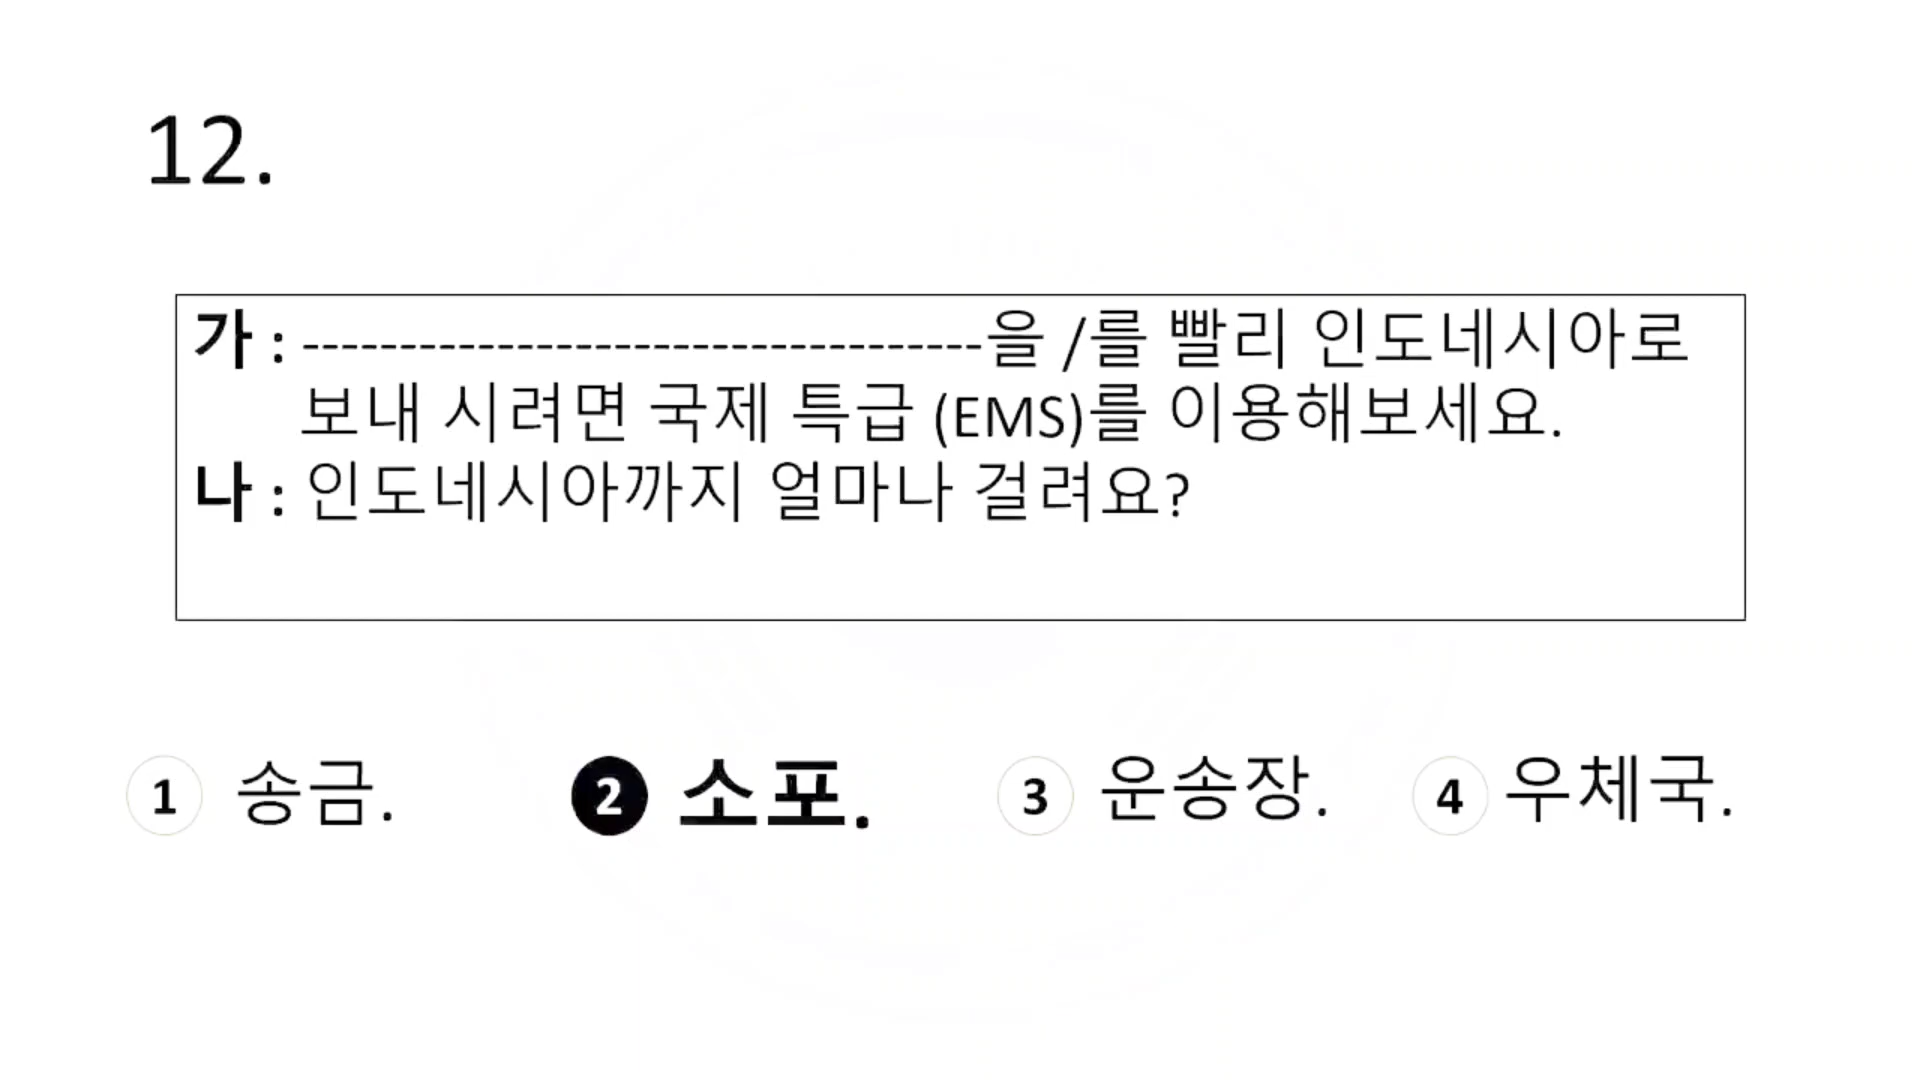 12.
가 : ----------------------------------을 /를 빨리 인도네시아로
보내 시려면 국제 특급 (EMS)를 이용해보세요.
나 : 인도네시아까지 얼마나 걸려요?
1 송금. 2 소포. 3 운송장. 4 우체국.